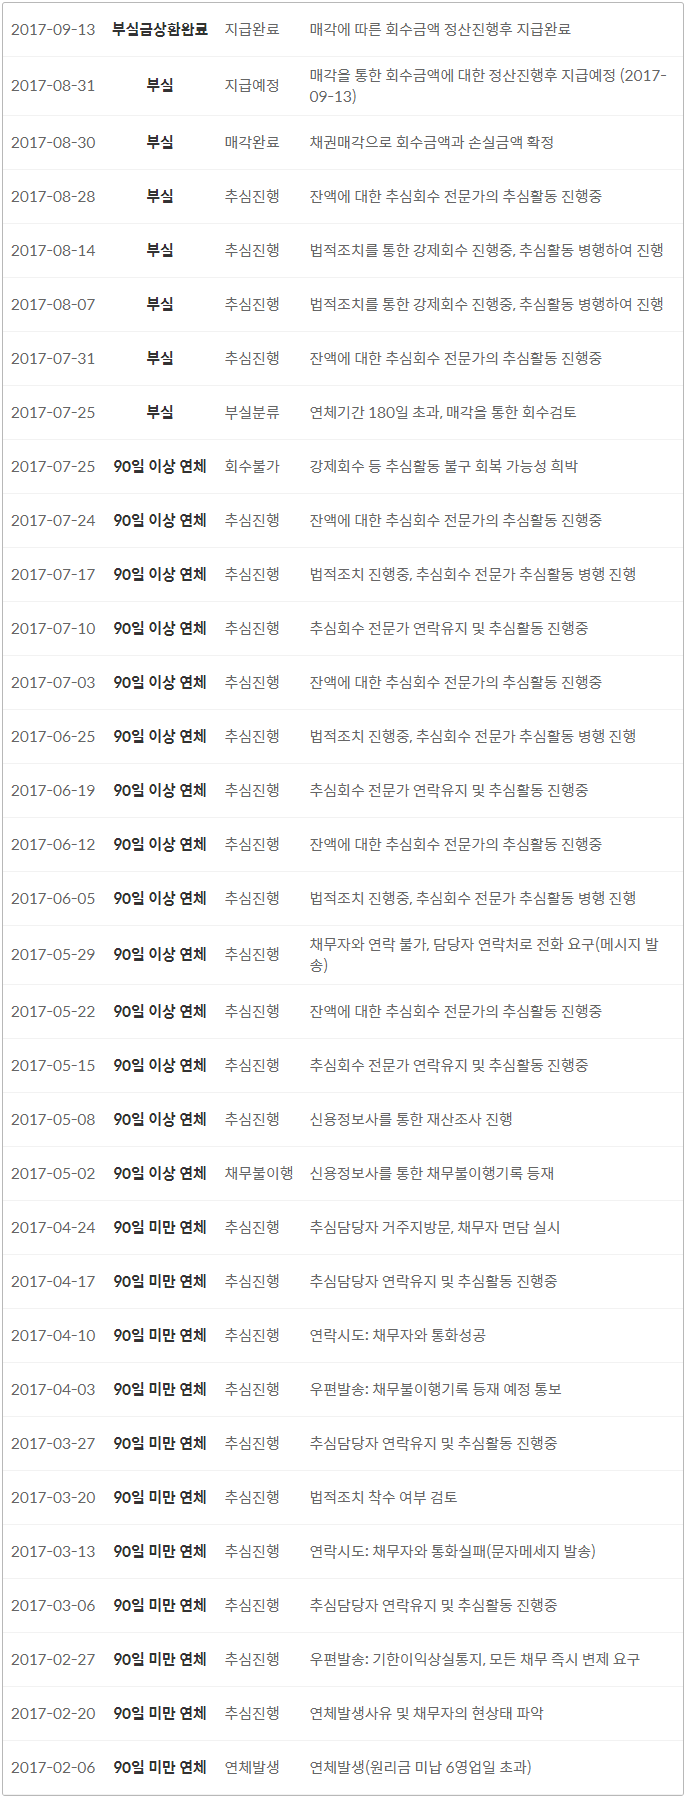 2017-09-13 부실금상환완료 지급완료 매각에 따른 회수금액 정산진행후 지급완료
2017-08-31 부실 지급예정 매각을 통한 회수금액에 대한 정산진행후 지급예정 (2017-
09-13)
2017-08-30 부실 매각완료 채권매각으로 회수금액과 손실금액 확정
2017-08-28 부실 추심진행 잔액에 대한 추심회수 전문가의 추심활동 진행중
2017-08-14 부실 추심진행 법적조치를 통한 강제회수 진행중, 추심활동 병행하여 진행
2017-08-07 부실 추심진행 법적조치를 통한 강제회수 진행중, 추심활동 병행하여 진행
2017-07-31 부실 추심진행 잔액에 대한 추심회수 전문가의 추심활동 진행중
2017-07-25 부실 부실분류 연체기간 180일 초과, 매각을 통한 회수검토
2017-07-25 90일 이상 연체 회수불가 강제회수 등 추심활동 불구 회복 가능성 희박
2017-07-24 90일 이상 연체 추심진행 잔액에 대한 추심회수 전문가의 추심활동 진행중
2017-07-17 90일 이상 연체 추심진행 법적조치 진행중, 추심회수 전문가 추심활동 병행 진행
2017-07-10 90일 이상 연체 추심진행 추심회수 전문가 연락유지 및 추심활동 진행중
2017-07-03 90일 이상 연체 추심진행 잔액에 대한 추심회수 전문가의 추심활동 진행중
2017-06-25 90일 이상 연체 추심진행 법적조치 진행중, 추심회수 전문가 추심활동 병행 진행
2017-06-19 90일 이상 연체 추심진행 추심회수 전문가 연락유지 및 추심활동 진행중
2017-06-12 90일 이상 연체 추심진행 잔액에 대한 추심회수 전문가의 추심활동 진행중
2017-06-05 90일 이상 연체 추심진행 법적조치 진행중, 추심회수 전문가 추심활동 병행 진행
2017-05-29 90일 이상 연체 추심진행 채무자와 연락 불가, 담당자 연락처로 전화 요구(메시지 발
송)
2017-05-22 90일 이상 연체 추심진행 잔액에 대한 추심회수 전문가의 추심활동 진행중
2017-05-15 90일 이상 연체 추심진행 추심회수 전문가 연락유지 및 추심활동 진행중
2017-05-08 90일 이상 연체 추심진행 신용정보사를 통한 재산조사 진행
2017-05-02 90일 이상 연체 채무불이행 신용정보사를 통한 채무불이행기록 등재
2017-04-24 90일 미만 연체 추심진행 추심담당자 거주지방문, 채무자 면담 실시
2017-04-17 90일 미만 연체 추심진행 추심담당자 연락유지 및 추심활동 진행중
2017-04-10 90일 미만 연체 추심진행 연락시도: 채무자와 통화성공
2017-04-03 90일 미만 연체 추심진행 우편발송: 채무불이행기록 등재 예정 통보
2017-03-27 90일 미만 연체 추심진행 추심담당자 연락유지 및 추심활동 진행중
2017-03-20 90일 미만 연체 추심진행 법적조치 착수 여부 검토
2017-03-13 90일 미만 연체 추심진행 연락시도: 채무자와 통화실패(문자메세지 발송)
2017-03-06 90일 미만 연체 추심진행 추심담당자 연락유지 및 추심활동 진행중
2017-02-27 90일 미만 연체 추심진행 우편발송: 기한이익상실통지, 모든 채무 즉시 변제 요구
2017-02-20 90일 미만 연체 추심진행 연체발생사유 및 채무자의 현상태 파악
2017-02-06 90일 미만 연체 연체발생 연체발생(원리금 미납 6영업일 초과)